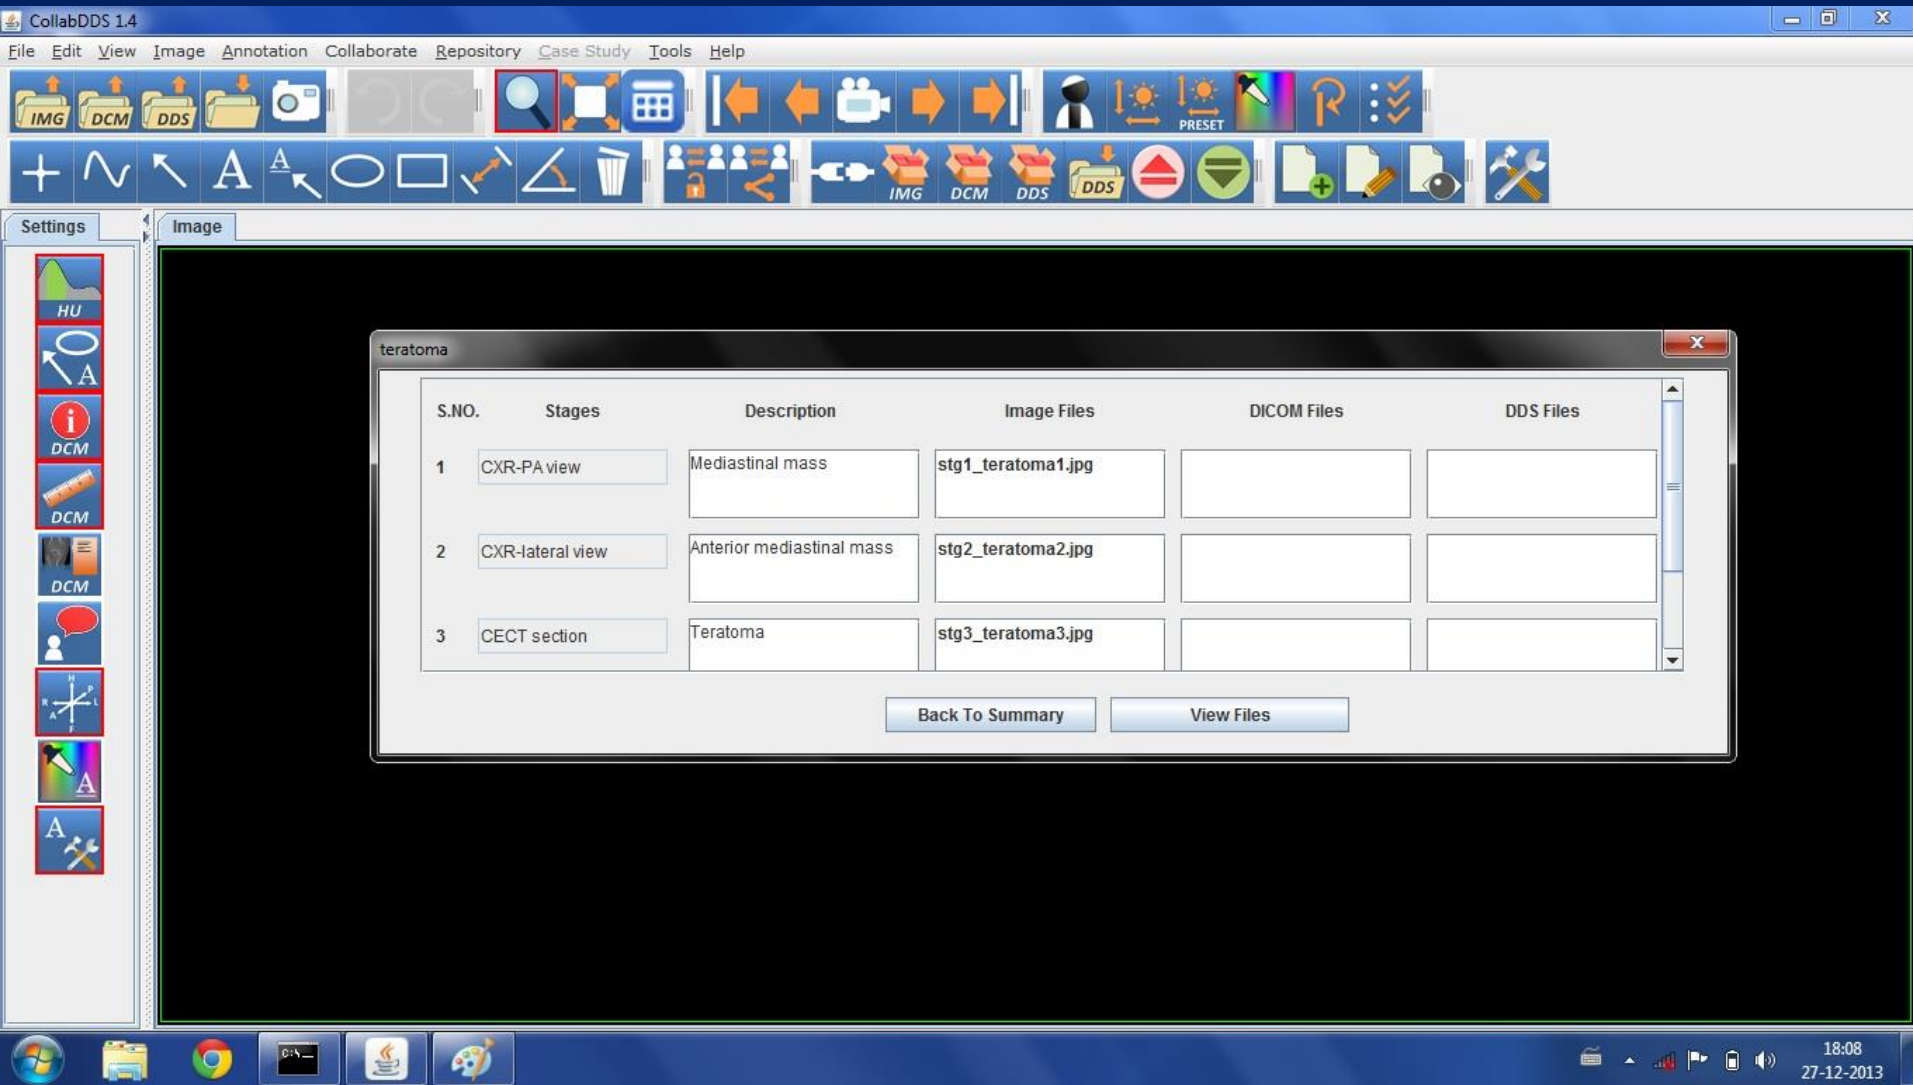 CollabDDS 1.4
File Edit View Image Annotation Collaborate Repository Case Study Tools Help
IMG DCM DDS PRESET
A A IMG DCM DDS DDS
Settings Image
HU
A
i
DCM
DCM
DCM
H
P
R L
A
F
A
A
teratoma
S.NO. Stages Description Image Files DICOM Files DDS Files
1 CXR-PA view Mediastinal mass stg1_teratoma1.jpg
2 CXR-lateral view Anterior mediastinal mass stg2_teratoma2.jpg
3 CECT section Teratoma stg3_teratoma3.jpg
Back To Summary View Files
C:\_
18:08
27-12-2013